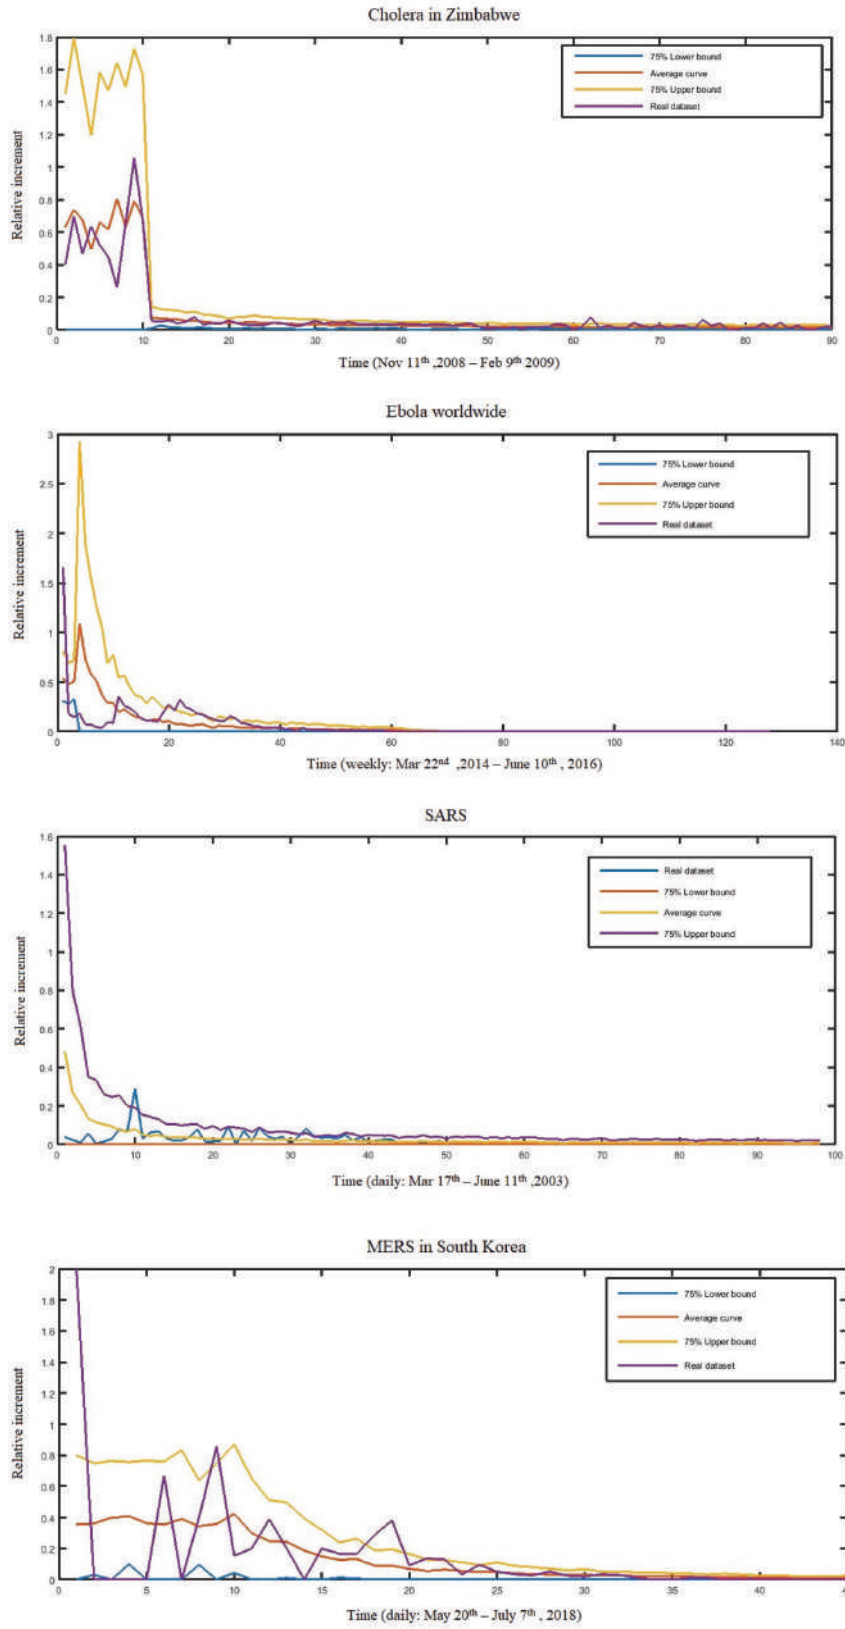 Cholera in Zimbabwe
1.8
1.6
1.4
1.2
1
0.8
0.6
0.4
0.2
0
Relative increment
75% Lower bound
Average curve
75% Upper bound
Real dataset
0 10 20 30 40 50 60 70 80 90
Time (Nov 11th ,2008 – Feb 9th 2009)
Ebola worldwide
3
2.5
2
1.5
1
0.5
0
Relative increment
75% Lower bound
Average curve
75% Upper bound
Real dataset
0 20 40 60 80 100 120 140
Time (weekly: Mar 22nd ,2014 – June 10th , 2016)
SARS
1.6
1.4
1.2
1
0.8
0.6
0.4
0.2
0
Relative increment
Real dataset
75% Lower bound
Average curve
75% Upper bound
0 10 20 30 40 50 60 70 80 90 100
Time (daily: Mar 17th – June 11th ,2003)
MERS in South Korea
2
1.8
1.6
1.4
1.2
1
0.8
0.6
0.4
0.2
0
Relative increment
75% Lower bound
Average curve
75% Upper bound
Real dataset
0 5 10 15 20 25 30 35 40
Time (daily: May 20th – July 7th , 2018)